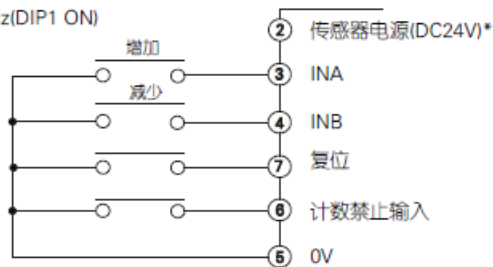 z(DIP1 ON)
② 传感器电源(DC24V)*
增加
③ INA
减少
④ INB
⑦ 复位
⑥ 计数禁止输入
⑤ 0V